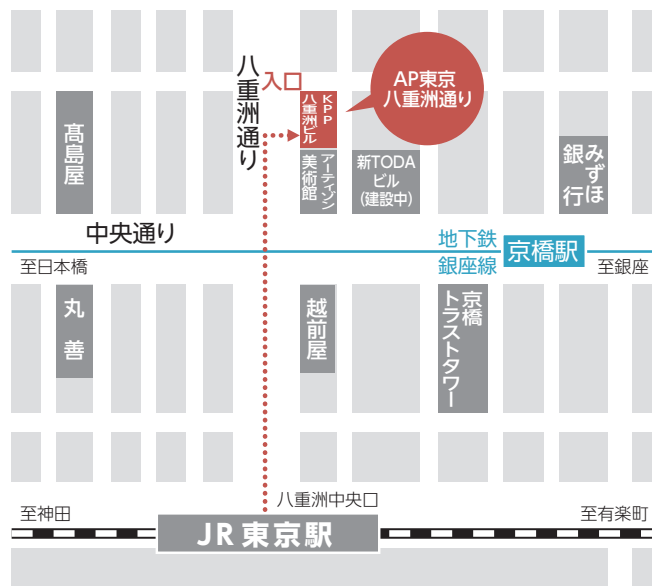 八重洲通り
入口
KPP
八重洲ビル
AP東京
八重洲通り
髙島屋
アーティゾン
美術館
新TODA
ビル
(建設中)
みずほ
銀行
中央通り
地下鉄
銀座線
京橋駅
至日本橋
至銀座
丸善
越前屋
京橋
トラストタワー
八重洲中央口
至神田
至有楽町
JR東京駅